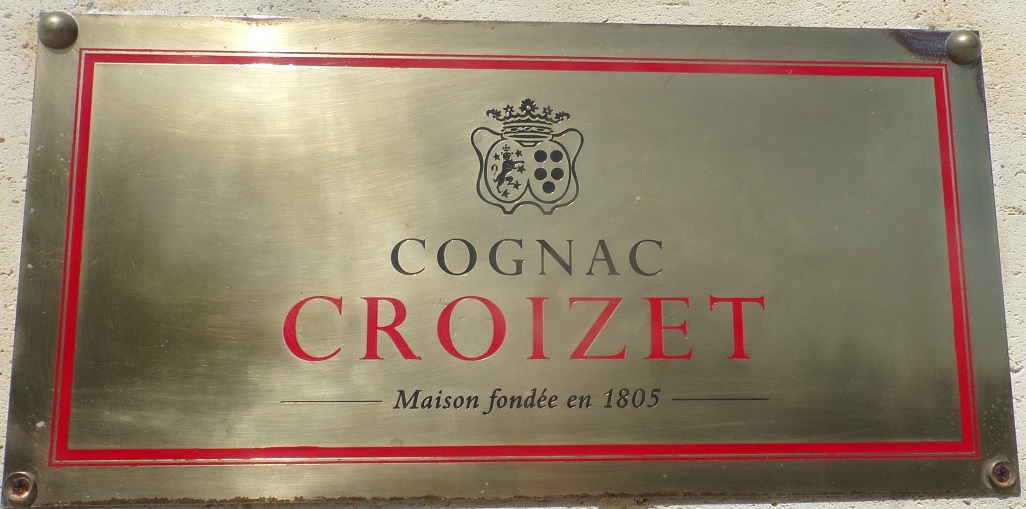 COGNAC
CROIZET
Maison fondée en 1805